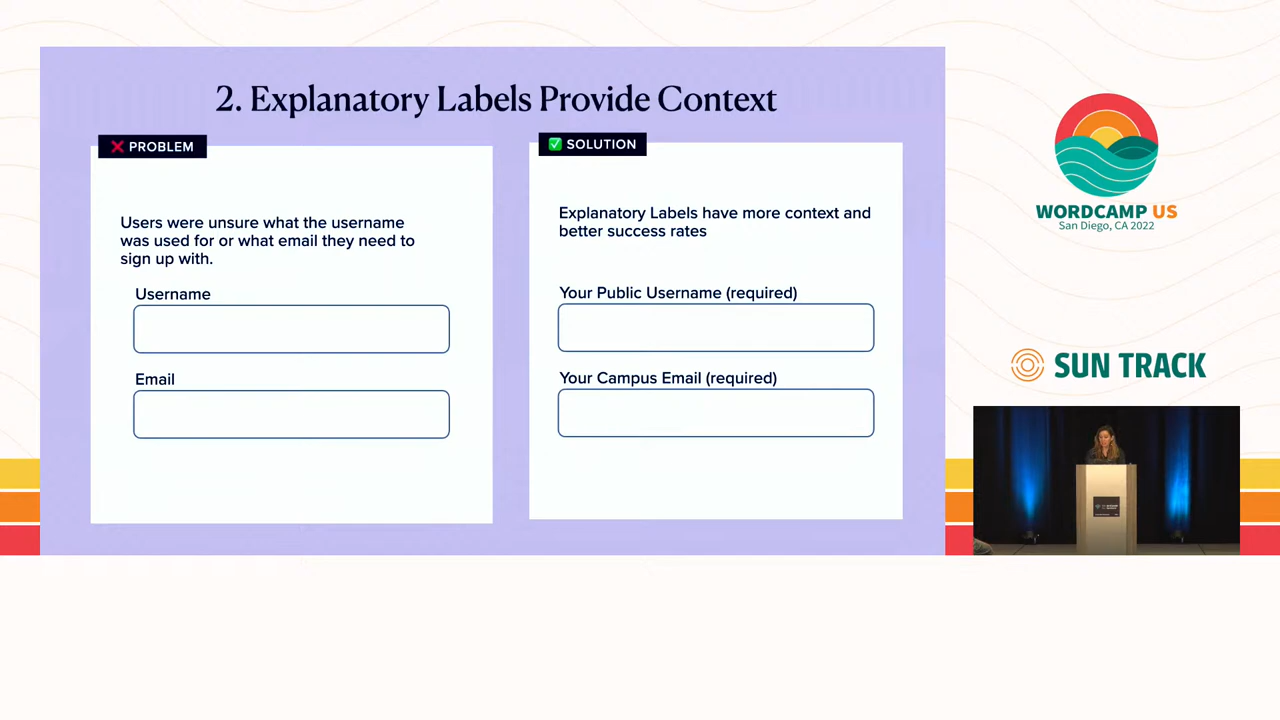 2. Explanatory Labels Provide Context
❌ PROBLEM
Users were unsure what the username
was used for or what email they need to
sign up with.
Username
Email
✅ SOLUTION
Explanatory Labels have more context and
better success rates
Your Public Username (required)
Your Campus Email (required)
WORDCAMP US
San Diego, CA 2022
SUN TRACK